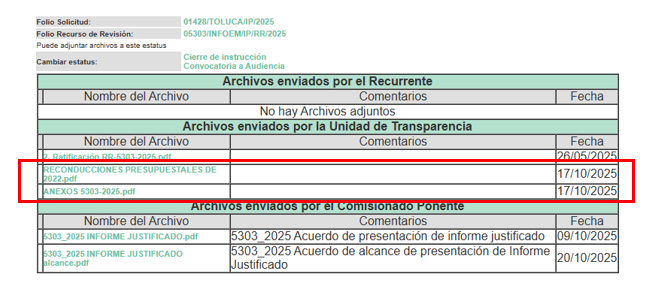 Folio Solicitud: 01428/TOLUCA/IP/2025
Folio Recurso de Revisión: 05303/INFOEM/IP/RR/2025
Puede adjuntar archivos a este estatus
Cambiar estatus: Cierre de instrucción
Convocatoria a Audiencia
Archivos enviados por el Recurrente
Nombre del Archivo Comentarios Fecha
No hay Archivos adjuntos
Archivos enviados por la Unidad de Transparencia
Nombre del Archivo Comentarios Fecha
2. Ratificación RR-5303-2025.pdf 26/05/2025
RECONDUCCIONES PRESUPUESTALES DE
2022.pdf 17/10/2025
ANEXOS 5303-2025.pdf 17/10/2025
Archivos enviados por el Comisionado Ponente
Nombre del Archivo Comentarios Fecha
5303_2025 INFORME JUSTIFICADO.pdf 5303_2025 Acuerdo de presentación de informe justificado 09/10/2025
5303_2025 INFORME JUSTIFICADO
alcance.pdf 5303_2025 Acuerdo de alcance de presentación de Informe
Justificado 20/10/2025